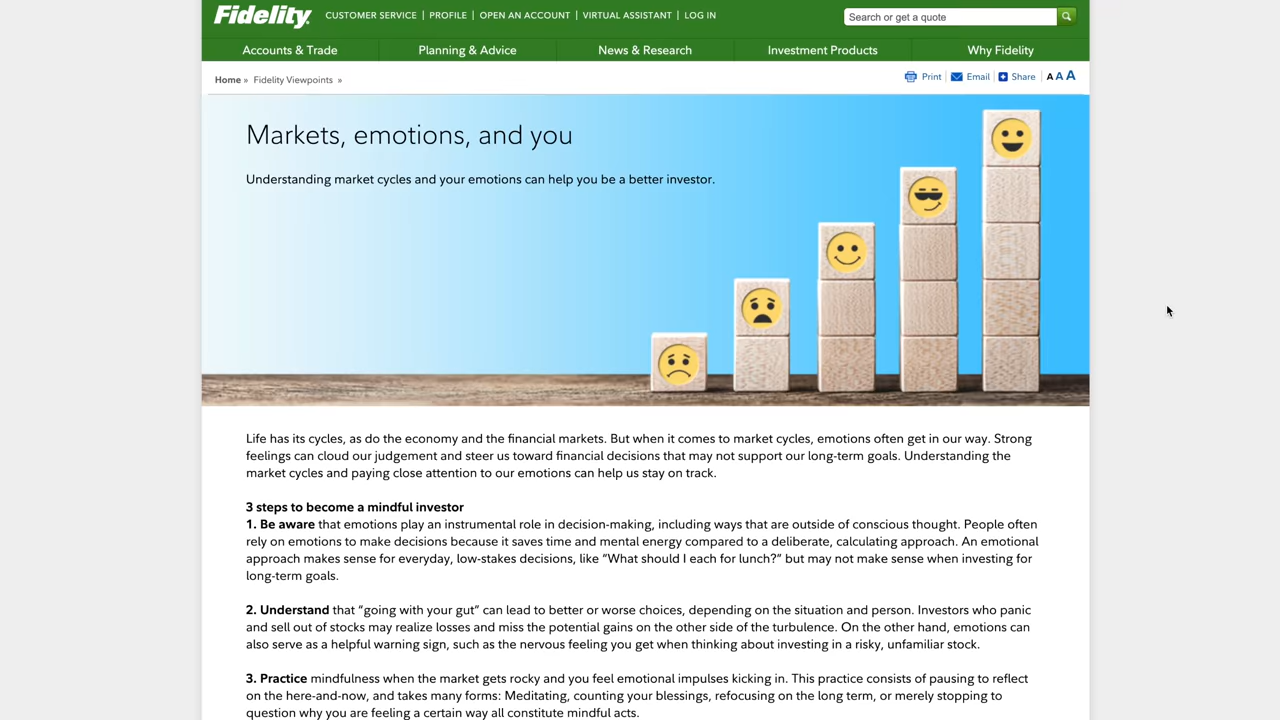 Fidelity
CUSTOMER SERVICE | PROFILE | OPEN AN ACCOUNT | VIRTUAL ASSISTANT | LOG IN
Search or get a quote
Accounts & Trade
Planning & Advice
News & Research
Investment Products
Why Fidelity
Home » Fidelity Viewpoints »
Print | Email | Share | A A A
Markets, emotions, and you
Understanding market cycles and your emotions can help you be a better investor.
Life has its cycles, as do the economy and the financial markets. But when it comes to market cycles, emotions often get in our way. Strong
feelings can cloud our judgement and steer us toward financial decisions that may not support our long-term goals. Understanding the
market cycles and paying close attention to our emotions can help us stay on track.
3 steps to become a mindful investor
1. Be aware that emotions play an instrumental role in decision-making, including ways that are outside of conscious thought. People often
rely on emotions to make decisions because it saves time and mental energy compared to a deliberate, calculating approach. An emotional
approach makes sense for everyday, low-stakes decisions, like “What should I each for lunch?” but may not make sense when investing for
long-term goals.
2. Understand that “going with your gut” can lead to better or worse choices, depending on the situation and person. Investors who panic
and sell out of stocks may realize losses and miss the potential gains on the other side of the turbulence. On the other hand, emotions can
also serve as a helpful warning sign, such as the nervous feeling you get when thinking about investing in a risky, unfamiliar stock.
3. Practice mindfulness when the market gets rocky and you feel emotional impulses kicking in. This practice consists of pausing to reflect
on the here-and-now, and takes many forms: Meditating, counting your blessings, refocusing on the long term, or merely stopping to
question why you are feeling a certain way all constitute mindful acts.